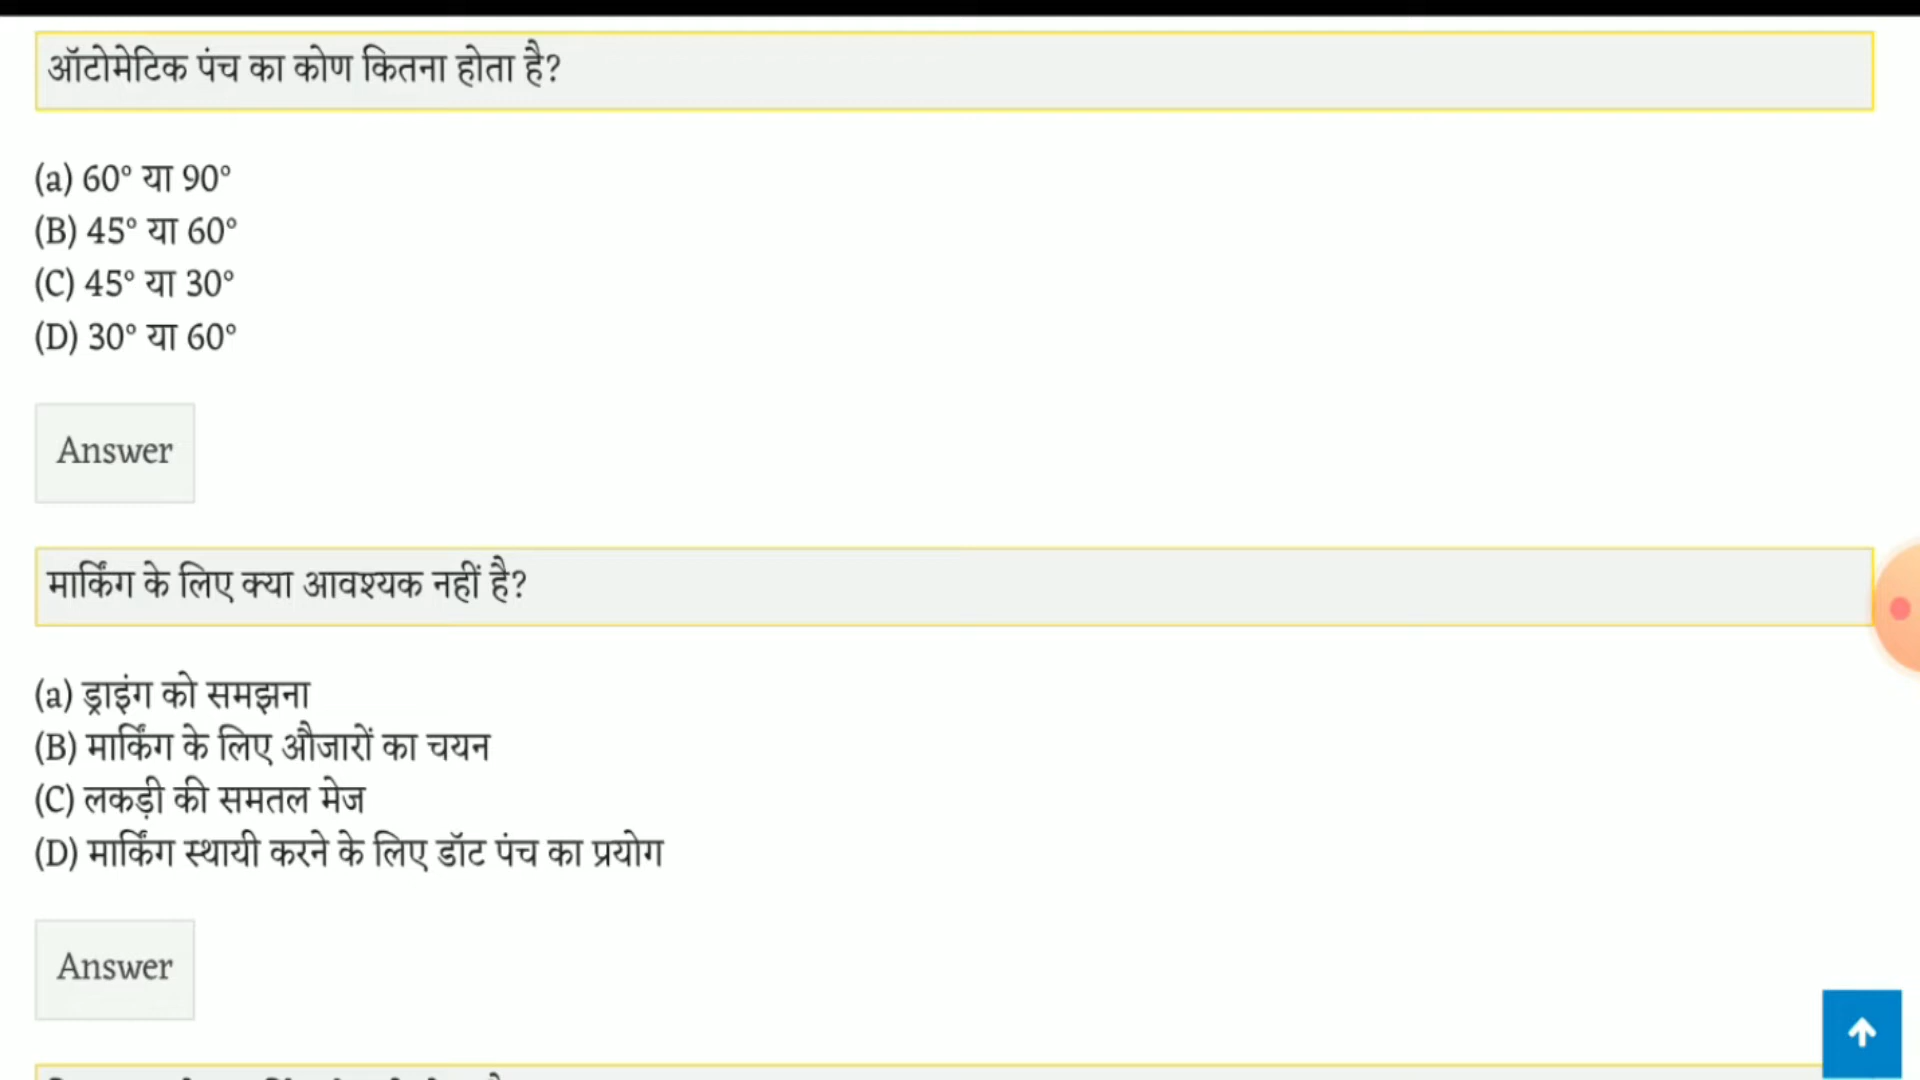 ऑटोमेटिक पंच का कोण कितना होता है?
(a) 60° या 90°
(B) 45° या 60°
(C) 45° या 30°
(D) 30° या 60°
Answer
मार्किंग के लिए क्या आवश्यक नहीं है?
(a) ड्राइंग को समझना
(B) मार्किंग के लिए औजारों का चयन
(C) लकड़ी की समतल मेज
(D) मार्किंग स्थायी करने के लिए डॉट पंच का प्रयोग
Answer